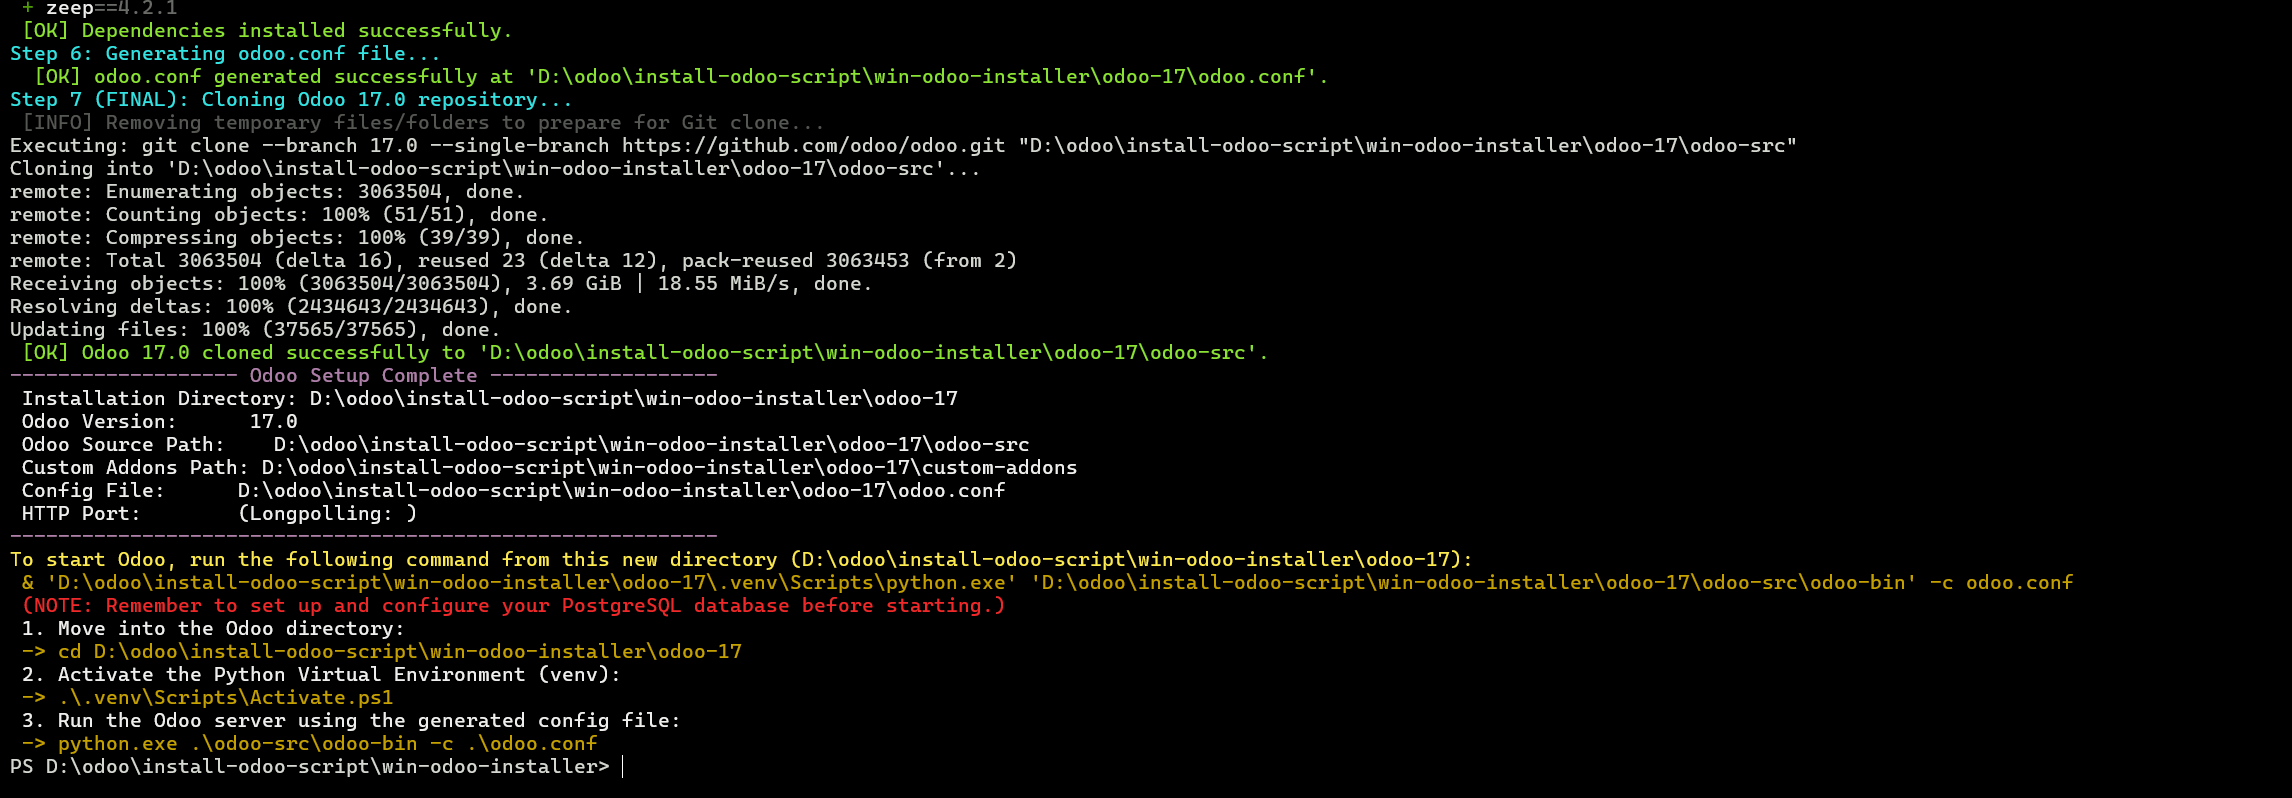 + zeep==4.2.1
[OK] Dependencies installed successfully.
Step 6: Generating odoo.conf file...
[OK] odoo.conf generated successfully at 'D:\odoo\install-odoo-script\win-odoo-installer\odoo-17\odoo.conf'.
Step 7 (FINAL): Cloning Odoo 17.0 repository...
[INFO] Removing temporary files/folders to prepare for Git clone...
Executing: git clone --branch 17.0 --single-branch https://github.com/odoo/odoo.git "D:\odoo\install-odoo-script\win-odoo-installer\odoo-17\odoo-src"
Cloning into 'D:\odoo\install-odoo-script\win-odoo-installer\odoo-17\odoo-src'...
remote: Enumerating objects: 3063504, done.
remote: Counting objects: 100% (51/51), done.
remote: Compressing objects: 100% (39/39), done.
remote: Total 3063504 (delta 16), reused 23 (delta 12), pack-reused 3063453 (from 2)
Receiving objects: 100% (3063504/3063504), 3.69 GiB | 18.55 MiB/s, done.
Resolving deltas: 100% (2434643/2434643), done.
Updating files: 100% (37565/37565), done.
[OK] Odoo 17.0 cloned successfully to 'D:\odoo\install-odoo-script\win-odoo-installer\odoo-17\odoo-src'.
------------------- Odoo Setup Complete -------------------
Installation Directory: D:\odoo\install-odoo-script\win-odoo-installer\odoo-17
Odoo Version:      17.0
Odoo Source Path:    D:\odoo\install-odoo-script\win-odoo-installer\odoo-17\odoo-src
Custom Addons Path: D:\odoo\install-odoo-script\win-odoo-installer\odoo-17\custom-addons
Config File:      D:\odoo\install-odoo-script\win-odoo-installer\odoo-17\odoo.conf
HTTP Port:        (Longpolling: )
-----------------------------------------------------------
To start Odoo, run the following command from this new directory (D:\odoo\install-odoo-script\win-odoo-installer\odoo-17):
& 'D:\odoo\install-odoo-script\win-odoo-installer\odoo-17\.venv\Scripts\python.exe' 'D:\odoo\install-odoo-script\win-odoo-installer\odoo-17\odoo-src\odoo-bin' -c odoo.conf
(NOTE: Remember to set up and configure your PostgreSQL database before starting.)
1. Move into the Odoo directory:
-> cd D:\odoo\install-odoo-script\win-odoo-installer\odoo-17
2. Activate the Python Virtual Environment (venv):
-> .\.venv\Scripts\Activate.ps1
3. Run the Odoo server using the generated config file:
-> python.exe .\odoo-src\odoo-bin -c .\odoo.conf
PS D:\odoo\install-odoo-script\win-odoo-installer>